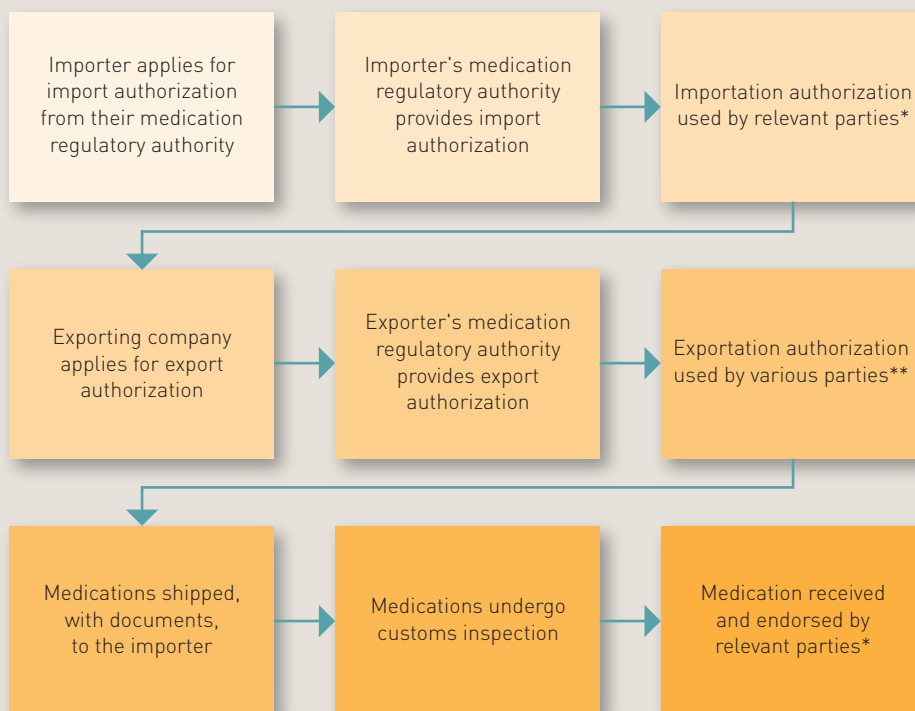 Importer applies for
import authorization
from their medication
regulatory authority
Importer's medication
regulatory authority
provides import
authorization
Importation authorization
used by relevant parties*
Exporting company
applies for export
authorization
Exporter's medication
regulatory authority
provides export
authorization
Exportation authorization
used by various parties**
Medications shipped,
with documents,
to the importer
Medications undergo
customs inspection
Medication received
and endorsed by
relevant parties*